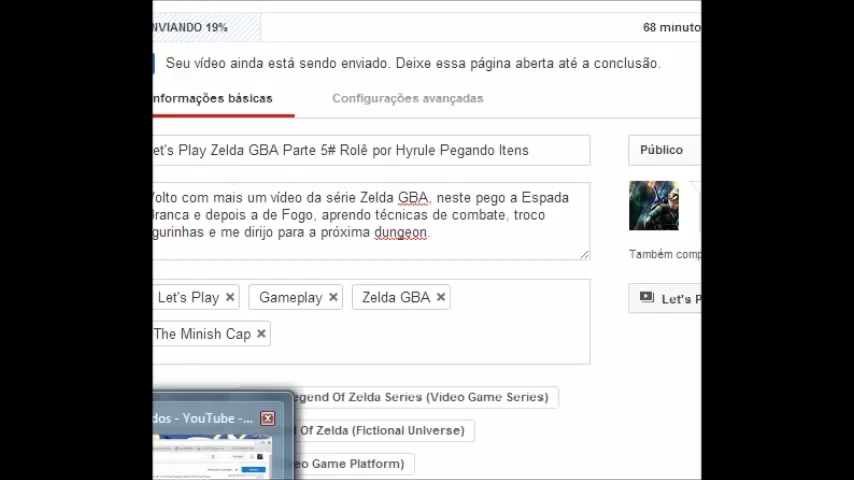 NVIANDO 19%
68 minuto
Seu vídeo ainda está sendo enviado. Deixe essa página aberta até a conclusão.
nformações básicas
Configurações avançadas
et's Play Zelda GBA Parte 5# Rolê por Hyrule Pegando Itens
Público
olto com mais um vídeo da série Zelda GBA, neste pego a Espada
ranca e depois a de Fogo, aprendo técnicas de combate, troco
gurinhas e me dirijo para a próxima dungeon.
Também comp
Let's Play
Gameplay
Zelda GBA
Let's P
The Minish Cap
egend Of Zelda Series (Video Game Series)
dos - YouTube -...
l Of Zelda (Fictional Universe)
eo Game Platform)